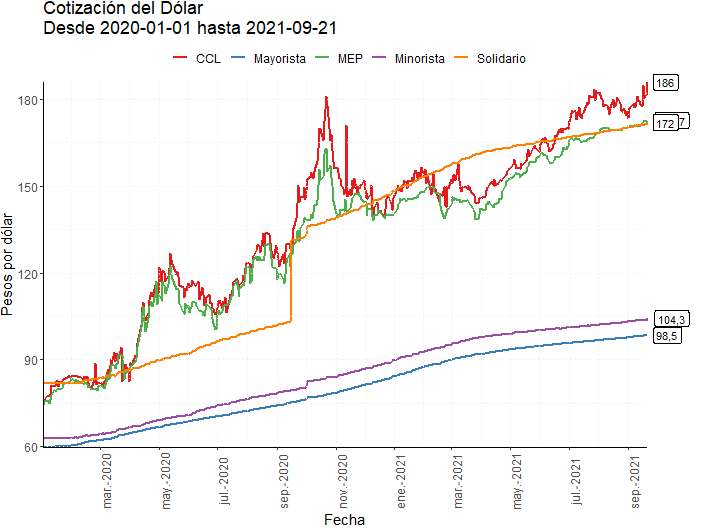 Cotización del Dólar
Desde 2020-01-01 hasta 2021-09-21
CCL Mayorista MEP Minorista Solidario
Pesos por dólar
180
150
120
90
60
186
172
104,3
98,5
mar.-2020 may.-2020 jul.-2020 sep.-2020 nov.-2020 ene.-2021 mar.-2021 may.-2021 jul.-2021 sep.-2021
Fecha